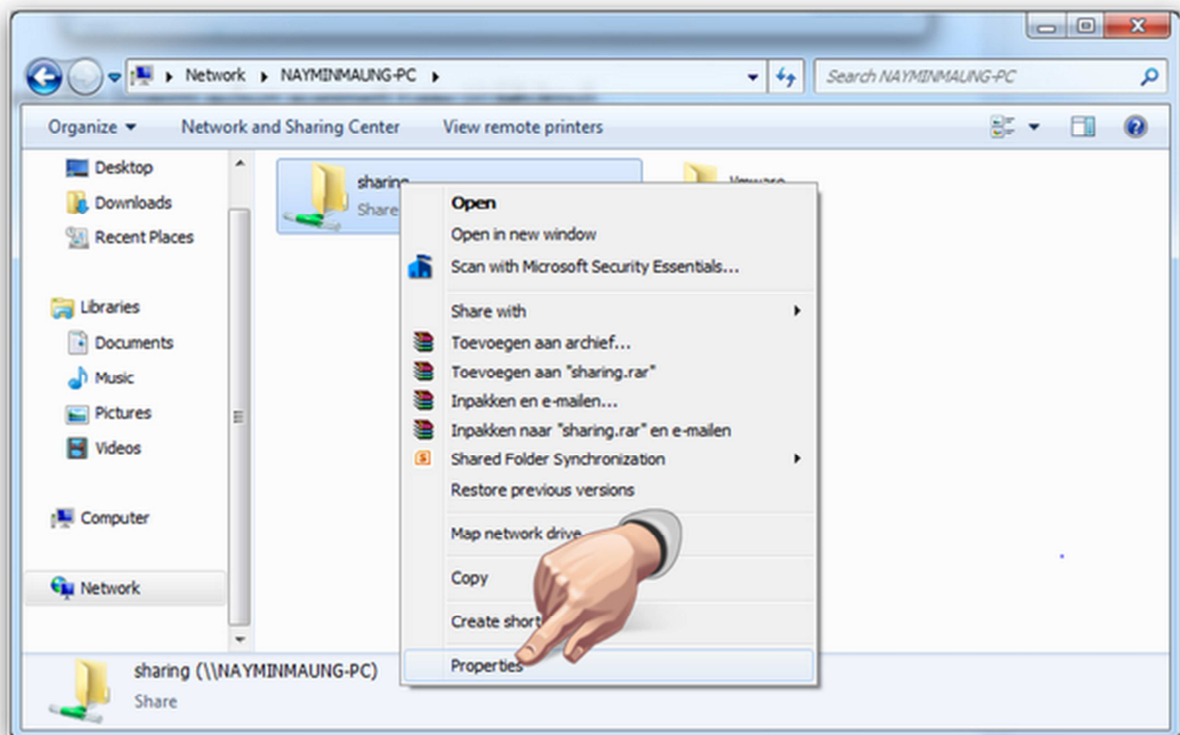 Network NAYMINMAUNG-PC
Search NAYMINMAUNG-PC
Organize
Network and Sharing Center
View remote printers
Desktop
Downloads
Recent Places
Libraries
Documents
Music
Pictures
Videos
Computer
Network
sharing
Share
Open
Open in new window
Scan with Microsoft Security Essentials...
Share with
Toevoegen aan archief...
Toevoegen aan "sharing.rar"
Inpakken en e-mailen...
Inpakken naar "sharing.rar" en e-mailen
Shared Folder Synchronization
Restore previous versions
Map network drive
Copy
Create short
Properties
sharing (\\NAYMINMAUNG-PC)
Share